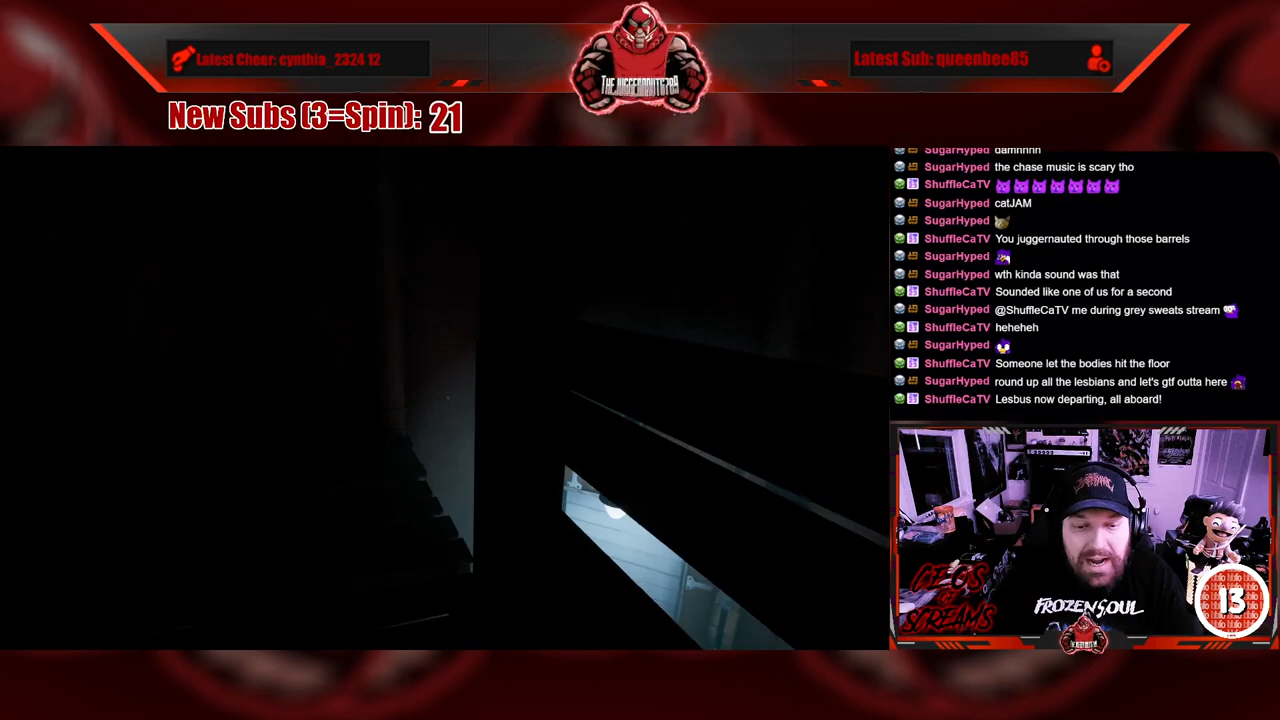 Latest Cheer: cynthia_2324 12
THEJUGGERNAUT6789
Latest Sub: queenbee85
New Subs (3=Spin): 21
SugarHyped damnnnn
SugarHyped the chase music is scary tho
ShuffleCaTV
SugarHyped catJAM
SugarHyped
ShuffleCaTV You juggernauted through those barrels
SugarHyped
SugarHyped wth kinda sound was that
ShuffleCaTV Sounded like one of us for a second
SugarHyped @ShuffleCaTV me during grey sweats stream
ShuffleCaTV heheheh
SugarHyped
ShuffleCaTV Someone let the bodies hit the floor
SugarHyped round up all the lesbians and let's gtf outta here
ShuffleCaTV Lesbus now departing, all aboard!
FROZEN SOUL
SCREAMS
13